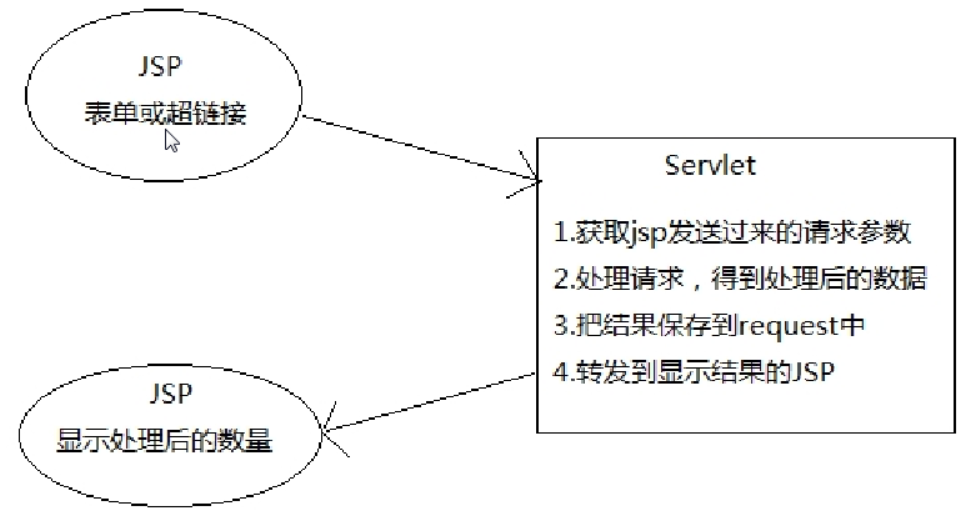 JSP
表单或超链接
Servlet
1.获取jsp发送过来的请求参数
2.处理请求，得到处理后的数据
3.把结果保存到request中
4.转发到显示结果的JSP
JSP
显示处理后的数量